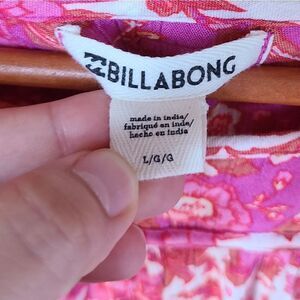 BILLABONG
made in india/
fabriqué en inde/
hecho en india
L/G/G